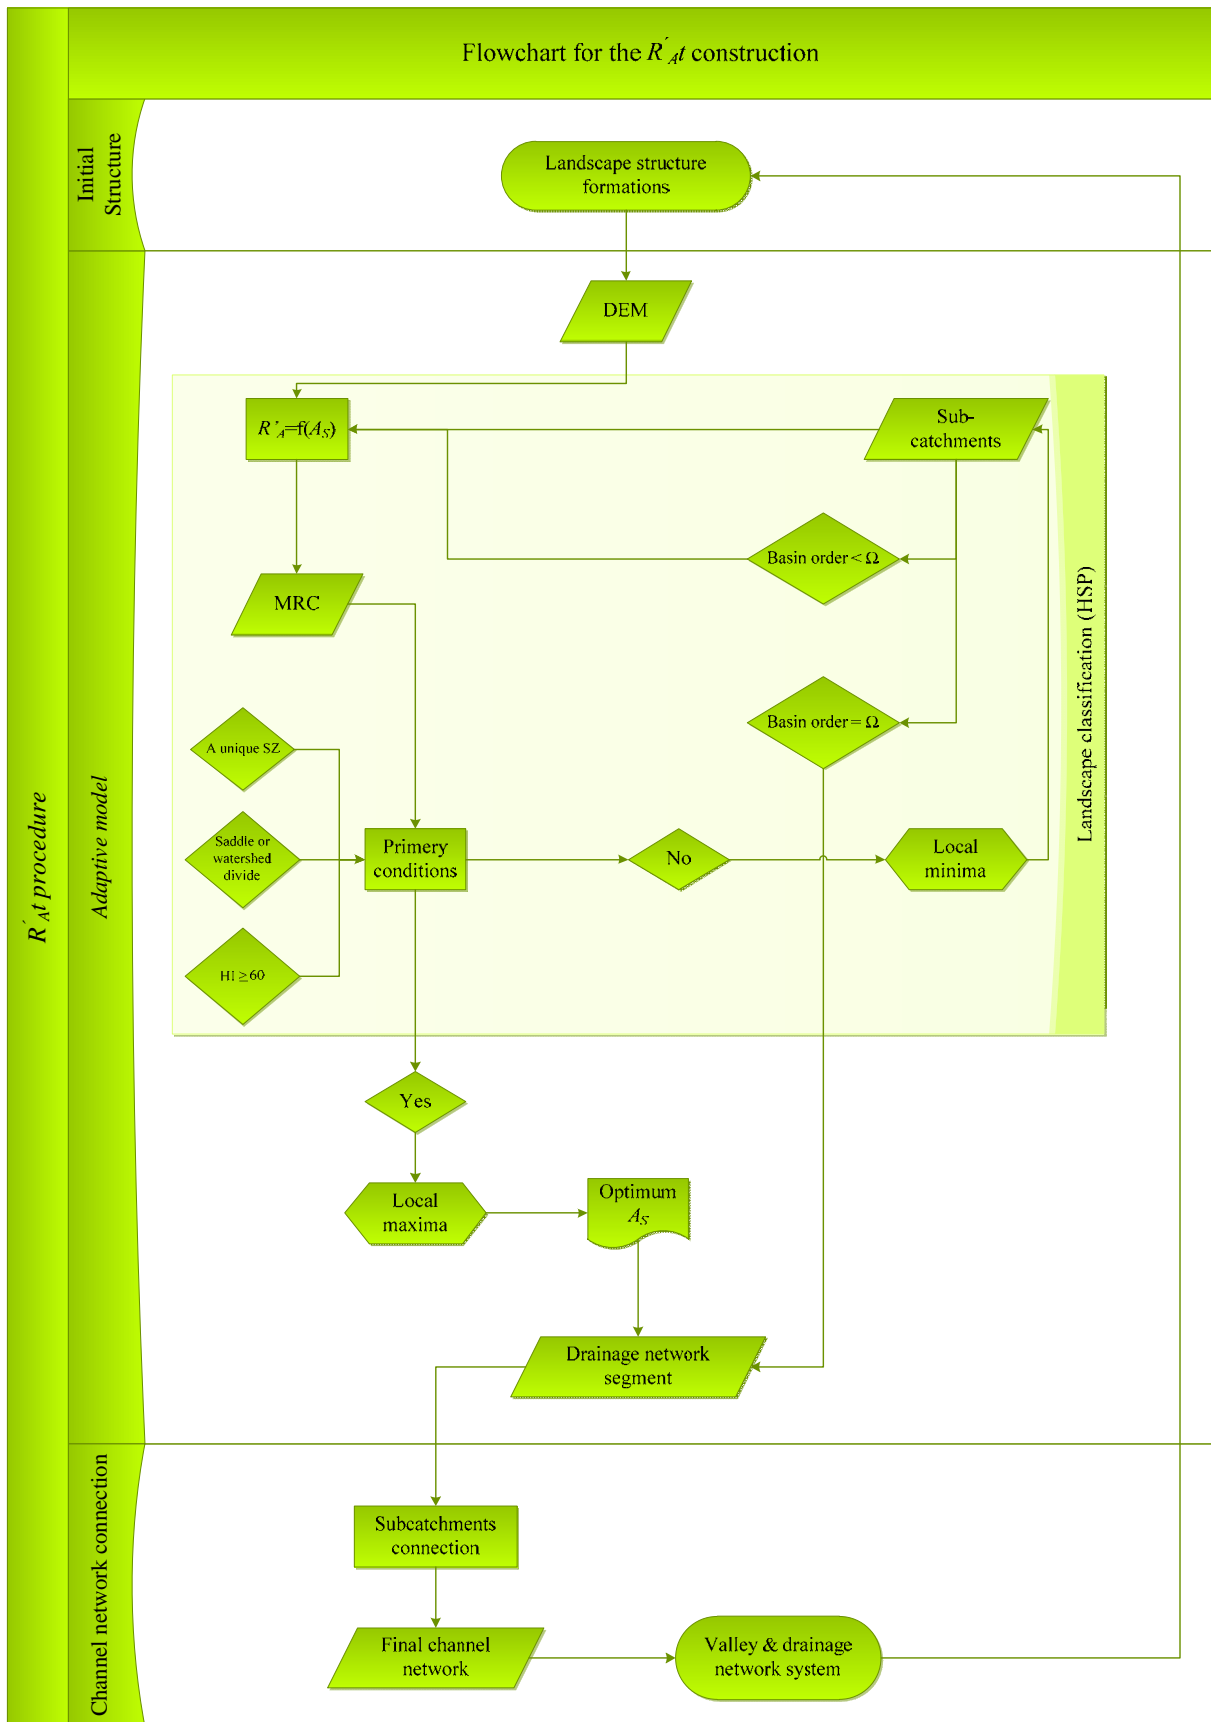 Flowchart for the R´At construction
Initial
Structure
Landscape structure
formations
R´At procedure
Adaptive model
DEM
R’A=f(AS)
Sub-
catchments
Basin order < Ω
MRC
Basin order = Ω
Landscape classification (HSP)
A unique SZ
Saddle or
watershed
divide
Primery
conditions
No
Local
minima
HI ≥60
Yes
Local
maxima
Optimum
AS
Drainage network
segment
Channel network connection
Subcatchments
connection
Final channel
network
Valley & drainage
network system